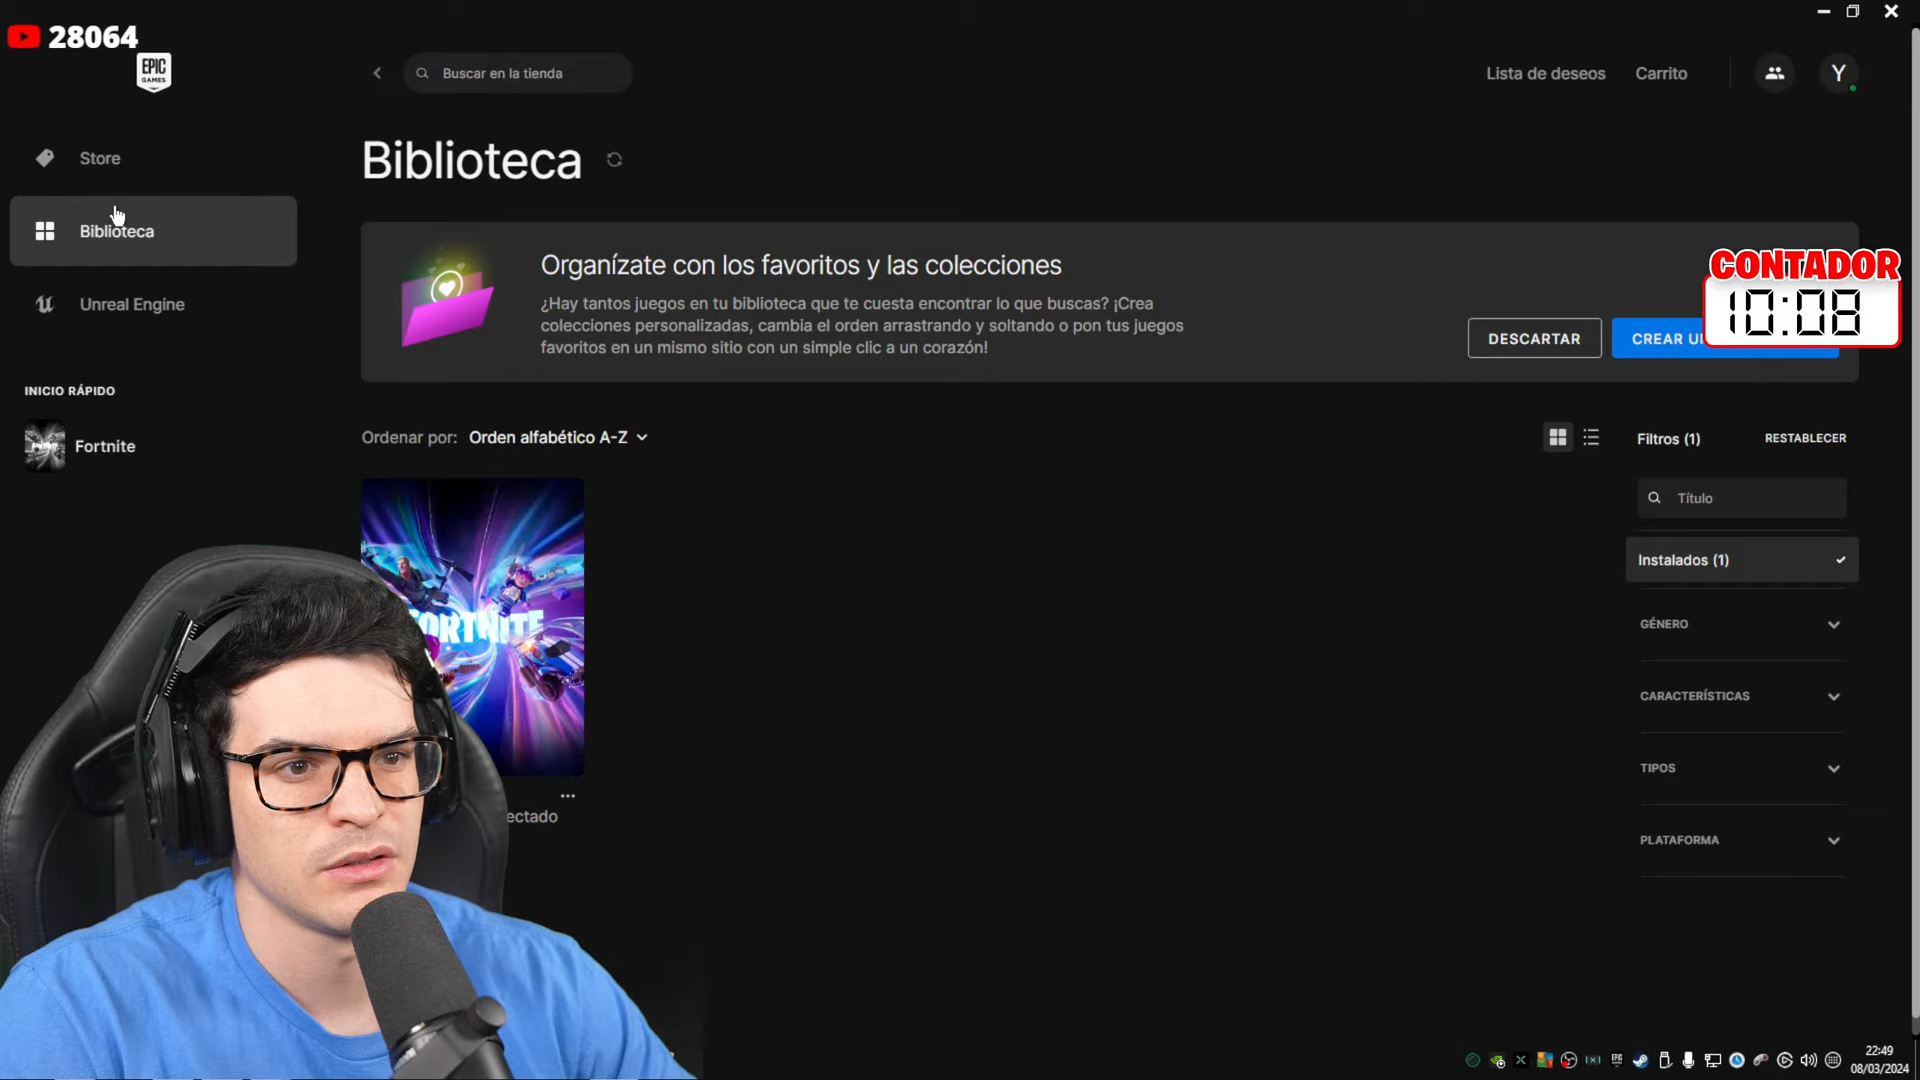 28064
EPIC
GAMES
Buscar en la tienda
Lista de deseos
Carrito
Y
Store
Biblioteca
Unreal Engine
INICIO RÁPIDO
Fortnite
Biblioteca
Organízate con los favoritos y las colecciones
¿Hay tantos juegos en tu biblioteca que te cuesta encontrar lo que buscas? ¡Crea
colecciones personalizadas, cambia el orden arrastrando y soltando o pon tus juegos
favoritos en un mismo sitio con un simple clic a un corazón!
DESCARTAR
CREAR
CONTADOR
10:08
Ordenar por: Orden alfabético A-Z
Filtros (1)
RESTABLECER
Título
Instalados (1)
GÉNERO
CARACTERÍSTICAS
TIPOS
PLATAFORMA
ORTNITE
...
ectado
22:49
08/03/2024